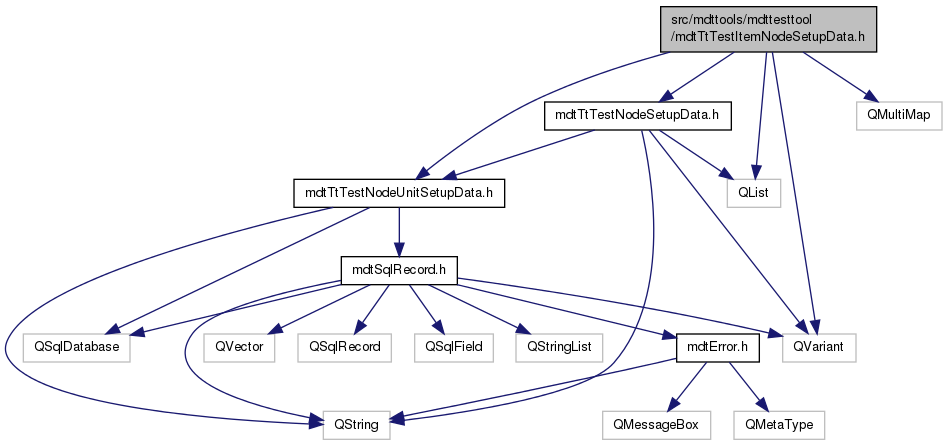 src/mdttools/mdttesttool
/mdtTtTestItemNodeSetupData.h
mdtTtTestNodeSetupData.h
QMultiMap
mdtTtTestNodeUnitSetupData.h
QList
mdtSqlRecord.h
QSqlDatabase
QVector
QSqlRecord
QSqlField
QStringList
mdtError.h
QVariant
QString
QMessageBox
QMetaType